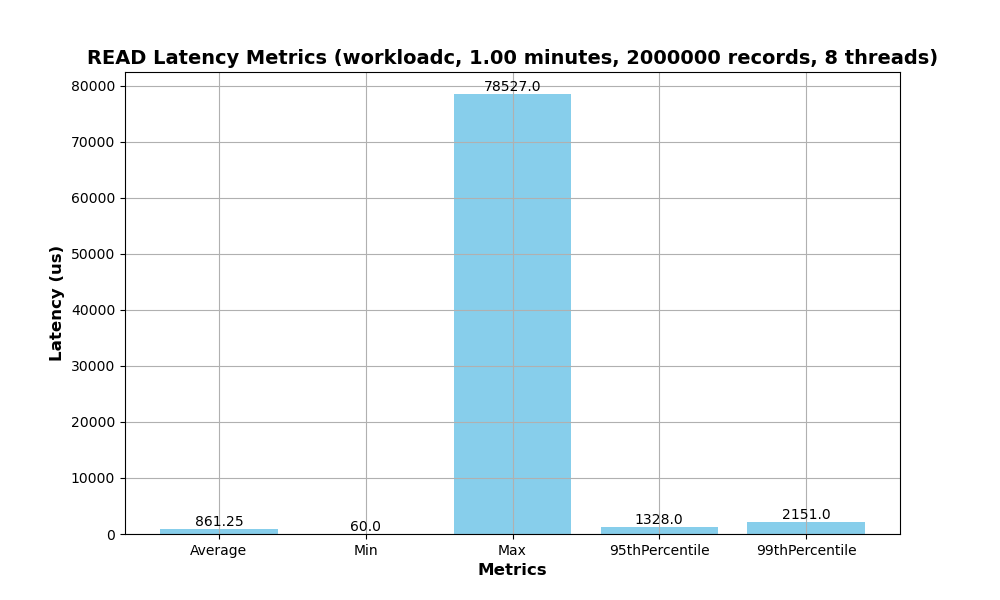 READ Latency Metrics (workloadc, 1.00 minutes, 2000000 records, 8 threads)
80000
70000
60000
50000
40000
30000
20000
10000
0
Latency (us)
861.25
60.0
78527.0
1328.0
2151.0
Average
Min
Max
95thPercentile
99thPercentile
Metrics